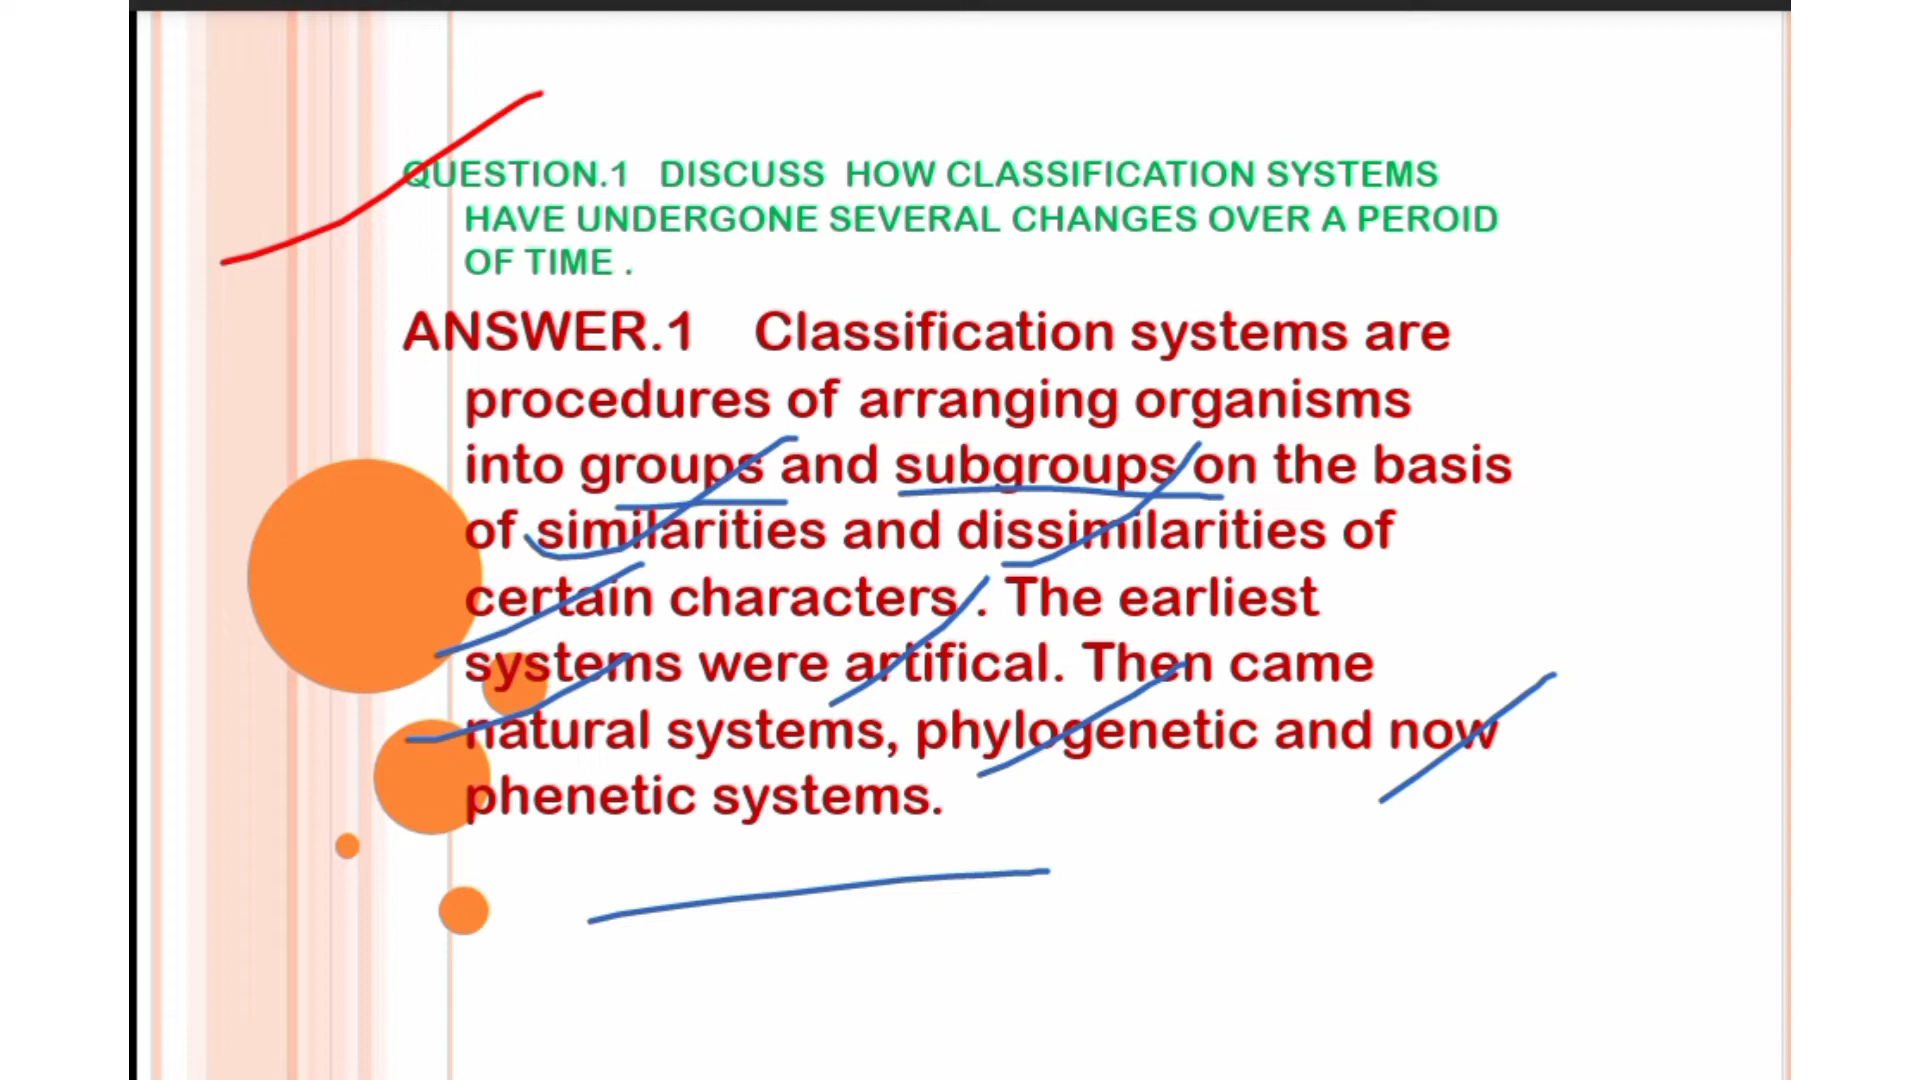 QUESTION.1 DISCUSS HOW CLASSIFICATION SYSTEMS
HAVE UNDERGONE SEVERAL CHANGES OVER A PEROID
OF TIME .
ANSWER.1 Classification systems are
procedures of arranging organisms
into groups and subgroups on the basis
of similarities and dissimilarities of
certain characters . The earliest
systems were artifical. Then came
natural systems, phylogenetic and now
phenetic systems.